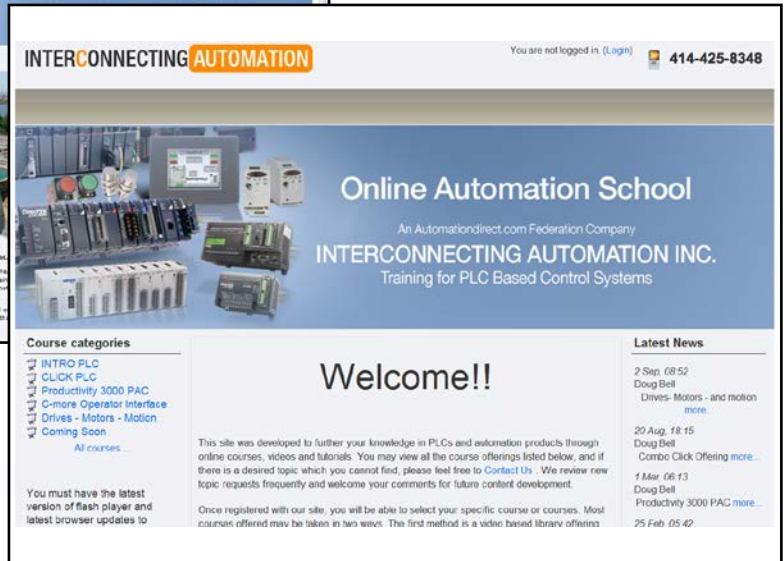 INTERCONNECTING AUTOMATION
You are not logged in. (Login)
414-425-8348
Online Automation School
An Automationdirect.com Federation Company
INTERCONNECTING AUTOMATION INC.
Training for PLC Based Control Systems
Course categories
INTRO PLC
CLICK PLC
Productivity 3000 PAC
C-more Operator Interface
Drives - Motors - Motion
Coming Soon
All courses ...
You must have the latest
version of flash player and
latest browser updates to
Welcome!!
This site was developed to further your knowledge in PLCs and automation products through
online courses, videos and tutorials. You may view all the course offerings listed below, and if
there is a desired topic which you cannot find, please feel free to Contact Us . We review new
topic requests frequently and welcome your comments for future content development.
Once registered with our site, you will be able to select your specific course or courses. Most
courses offered may be taken in two ways. The first method is a video based library offering
Latest News
2 Sep, 08:52
Doug Bell
Drives- Motors - and motion
more...
20 Aug, 18:15
Doug Bell
Combo Click Offering more...
1 Mar, 06:13
Doug Bell
Productivity 3000 PAC more...
25 Feb, 05:42